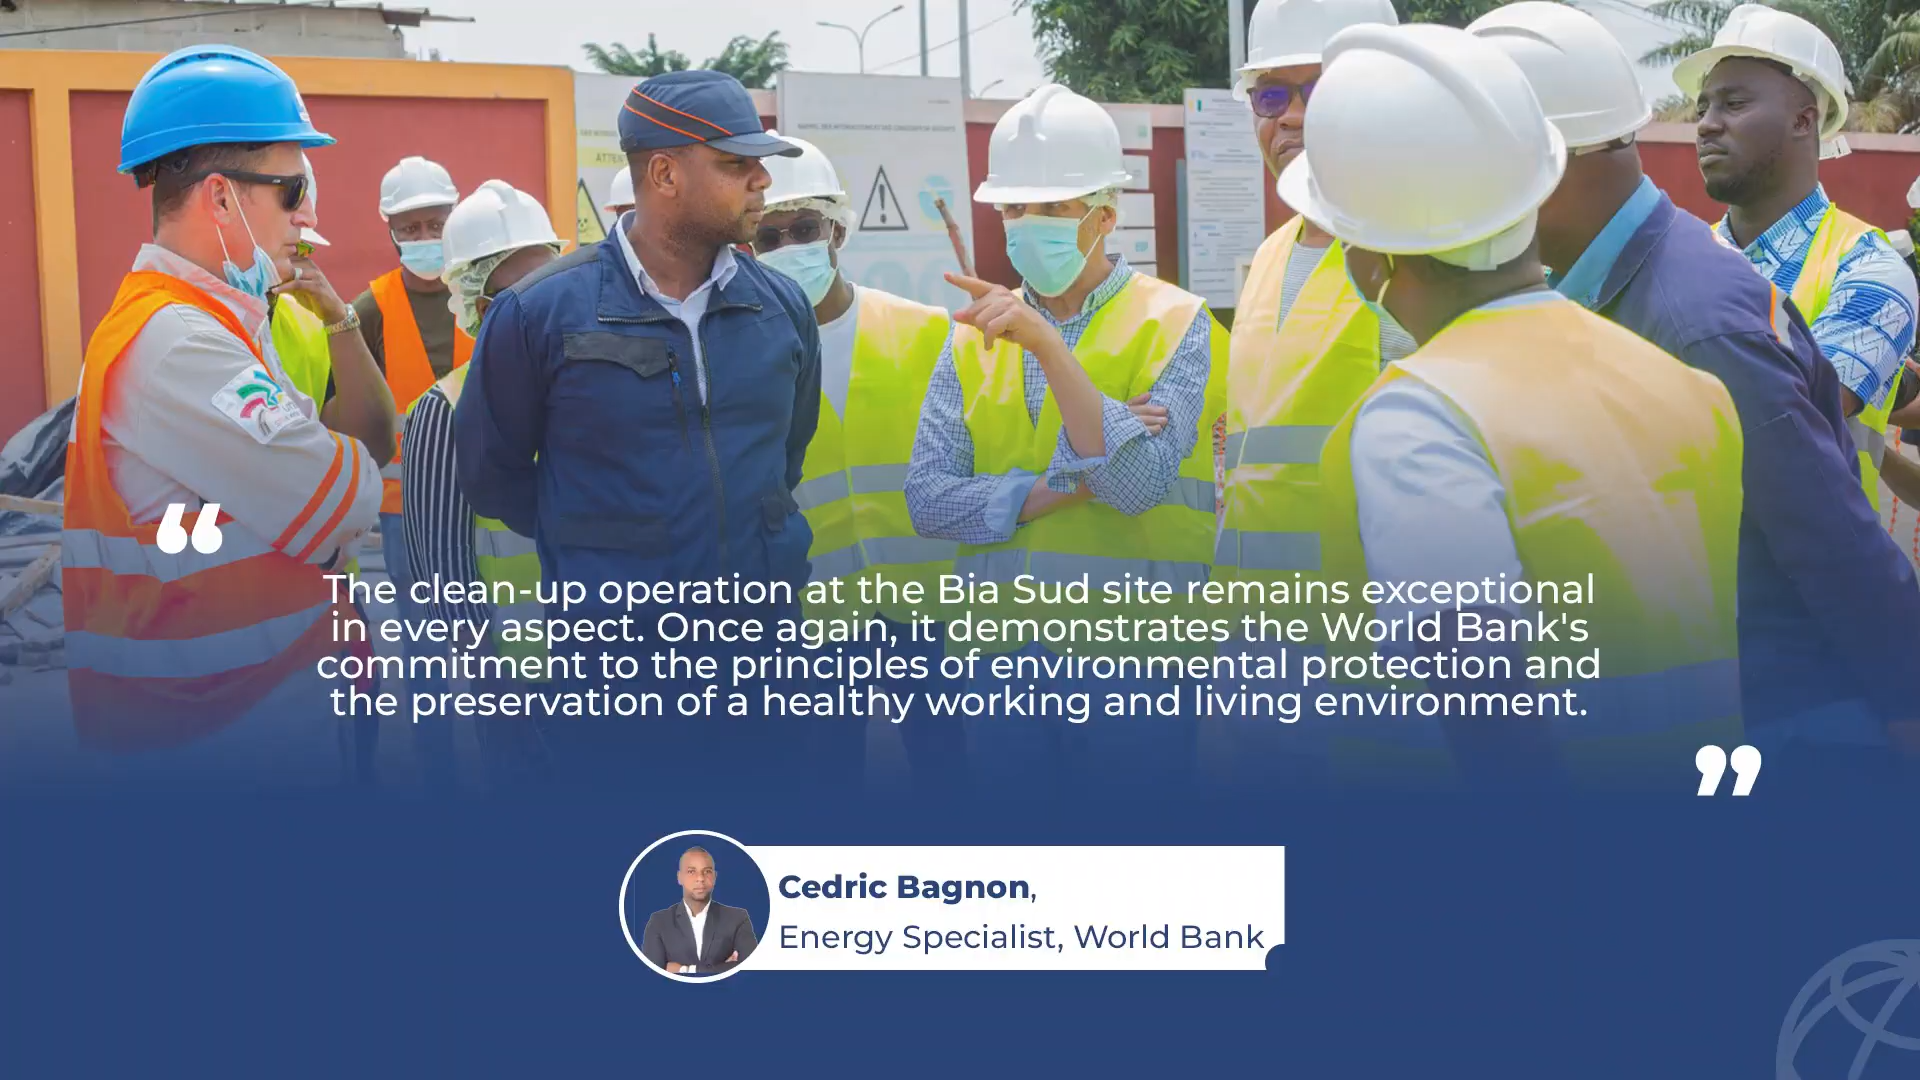 “
The clean-up operation at the Bia Sud site remains exceptional
in every aspect. Once again, it demonstrates the World Bank's
commitment to the principles of environmental protection and
the preservation of a healthy working and living environment.
”
Cedric Bagnon,
Energy Specialist, World Bank